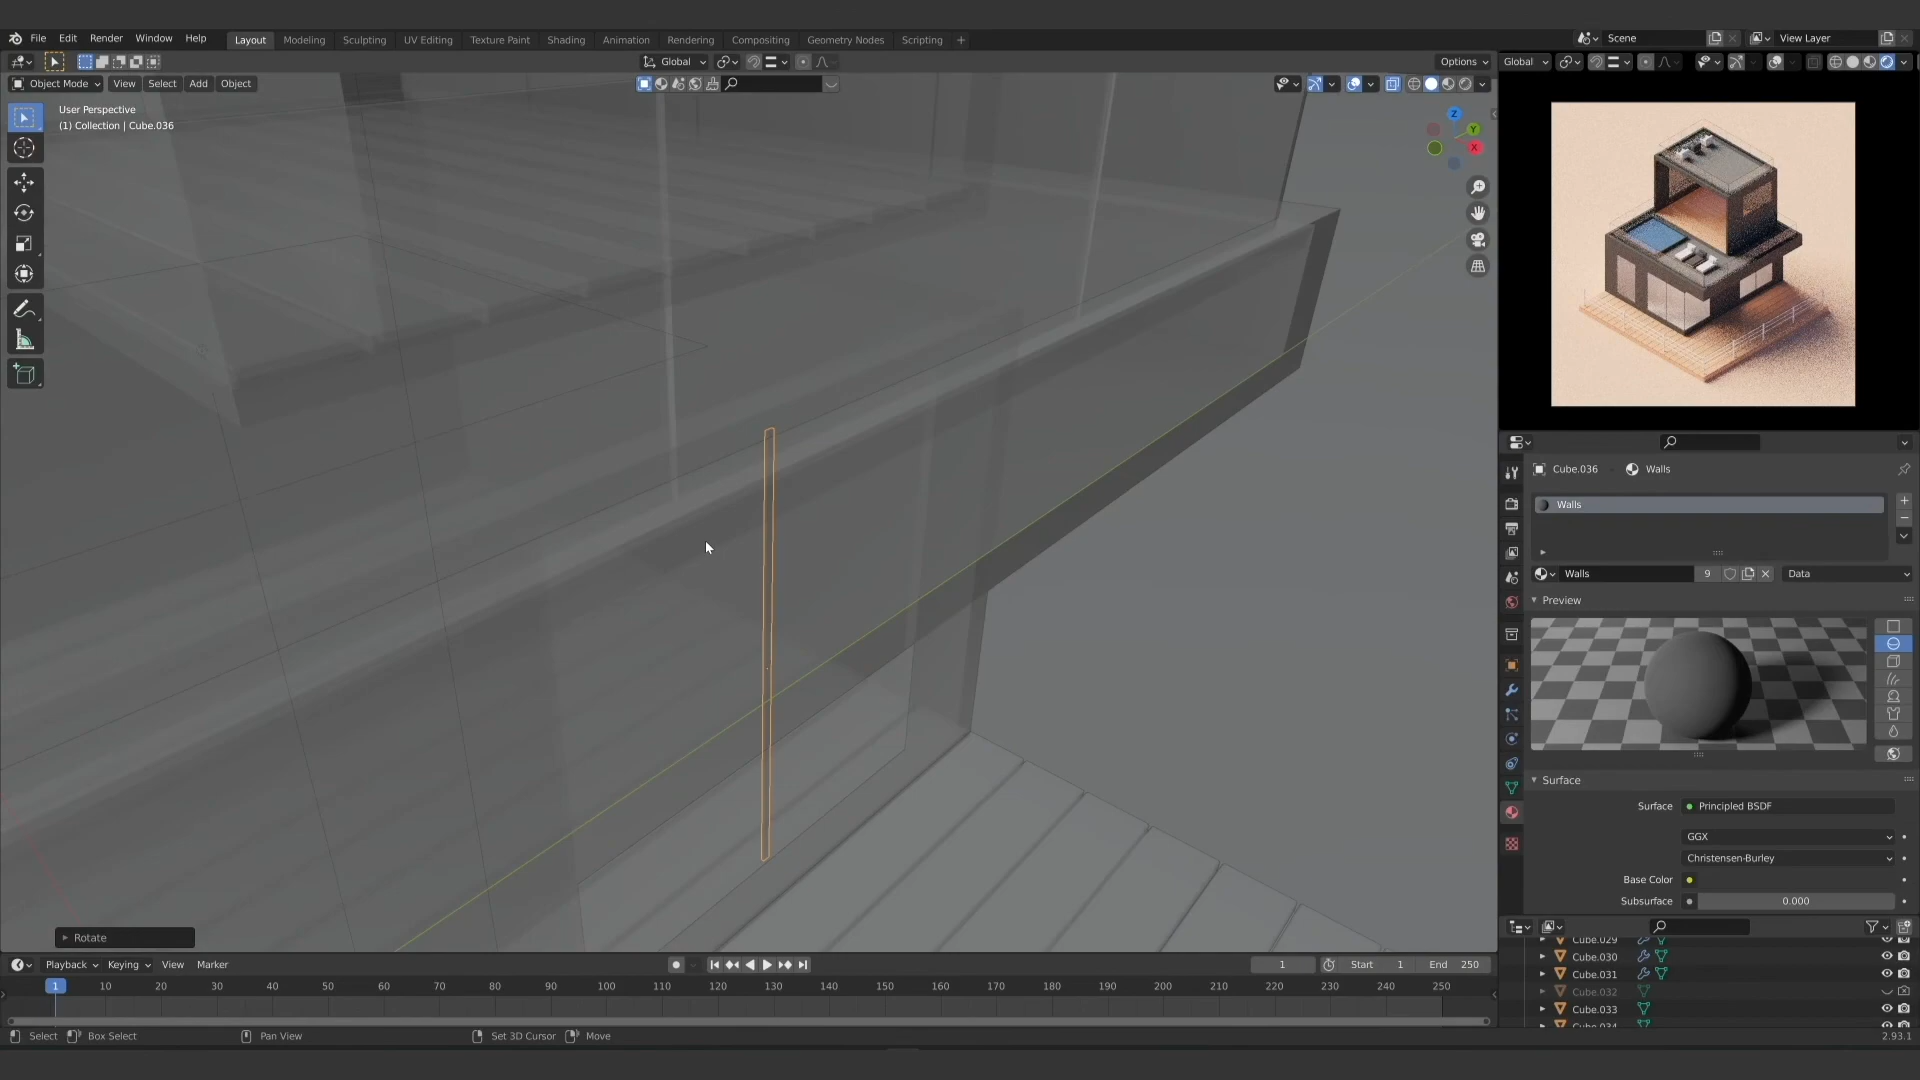 File Edit Render Window Help Layout Modeling Sculpting UV Editing Texture Paint Shading Animation Rendering Compositing Geometry Nodes Scripting + Scene View Layer
Global Options Global
Object Mode View Select Add Object
User Perspective
(1) Collection | Cube.036
Z
Y
X
Cube.036 Walls
Walls
Walls 9 Data
Preview
Surface
Surface Principled BSDF
GGX
Christensen-Burley
Base Color
Subsurface 0.000
Rotate
Cube.029
Cube.030
Cube.031
Cube.032
Cube.033
Cube.034
Playback Keying View Marker 1 Start 1 End 250
1 10 20 30 40 50 60 70 80 90 100 110 120 130 140 150 160 170 180 190 200 210 220 230 240 250
Select Box Select Pan View Set 3D Cursor Move 2.93.1